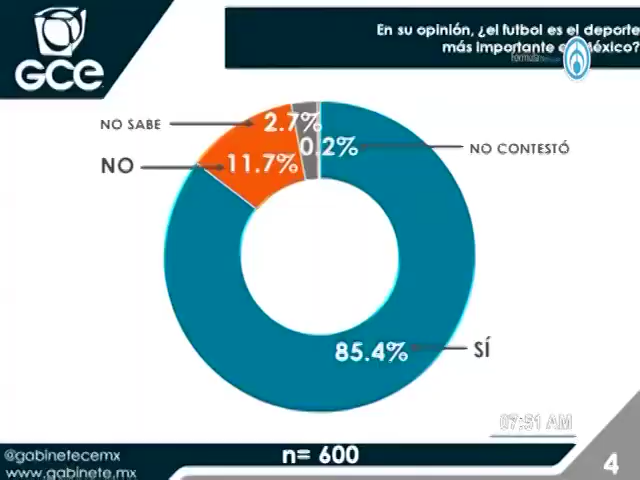 GCE
En su opinión, ¿el futbol es el deporte
más importante en México?
fórmula
NO SABE
2.7%
0.2%
NO CONTESTÓ
NO
11.7%
85.4%
SÍ
07:51 AM
@gabinetecemx
n= 600
www.gabinete.mx
4